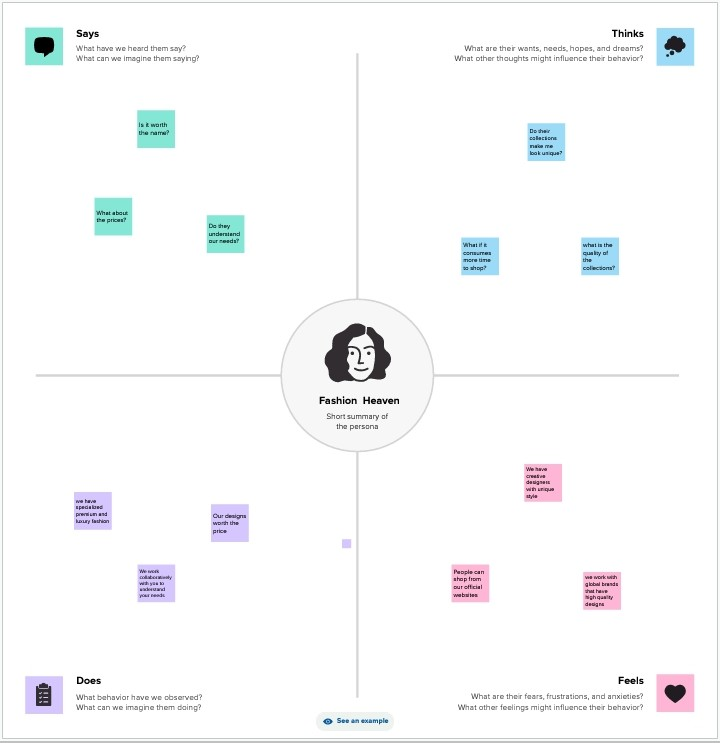 Says
What have we heard them say?
What can we imagine them saying?
Thinks
What are their wants, needs, hopes, and dreams?
What other thoughts might influence their behavior?
Is it worth
the name?
What about
the prices?
Do they
understand
our needs?
Do their
collections
make me
look unique?
What if it
consumes
more time
to shop?
what is the
quality of
the
collections?
Fashion Heaven
Short summary of
the persona
we have
specialized
premium and
luxury fashion
Our designs
worth the
price
We work
collaboratively
with you to
understand
your needs
We have
creative
designers
with unique
style
People can
shop from
our official
websites
we work with
global brands
that have
high quality
designs
Does
What behavior have we observed?
What can we imagine them doing?
Feels
What are their fears, frustrations, and anxieties?
What other feelings might influence their behavior?
See an example